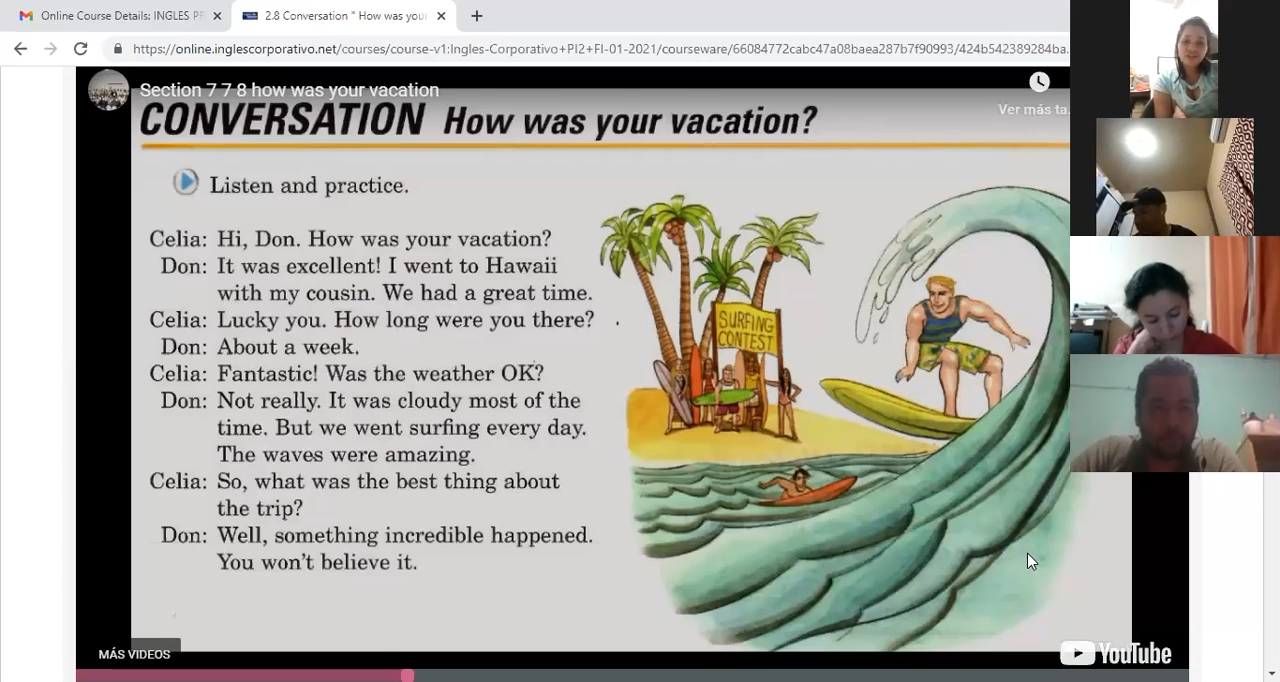 Online Course Details: INGLES PR
2.8 Conversation " How was your
https://online.inglescorporativo.net/courses/course-v1:Ingles-Corporativo+PI2+FI-01-2021/courseware/66084772cabc47a08baea287b7f90993/424b542389284ba.
Section 7 7 8 how was your vacation
Ver más ta.
CONVERSATION How was your vacation?
Listen and practice.
Celia: Hi, Don. How was your vacation?
Don: It was excellent! I went to Hawaii
with my cousin. We had a great time.
Celia: Lucky you. How long were you there?
Don: About a week.
Celia: Fantastic! Was the weather OK?
Don: Not really. It was cloudy most of the
time. But we went surfing every day.
The waves were amazing.
Celia: So, what was the best thing about
the trip?
Don: Well, something incredible happened.
You won't believe it.
SURFING
CONTEST
MÁS VIDEOS
YouTube